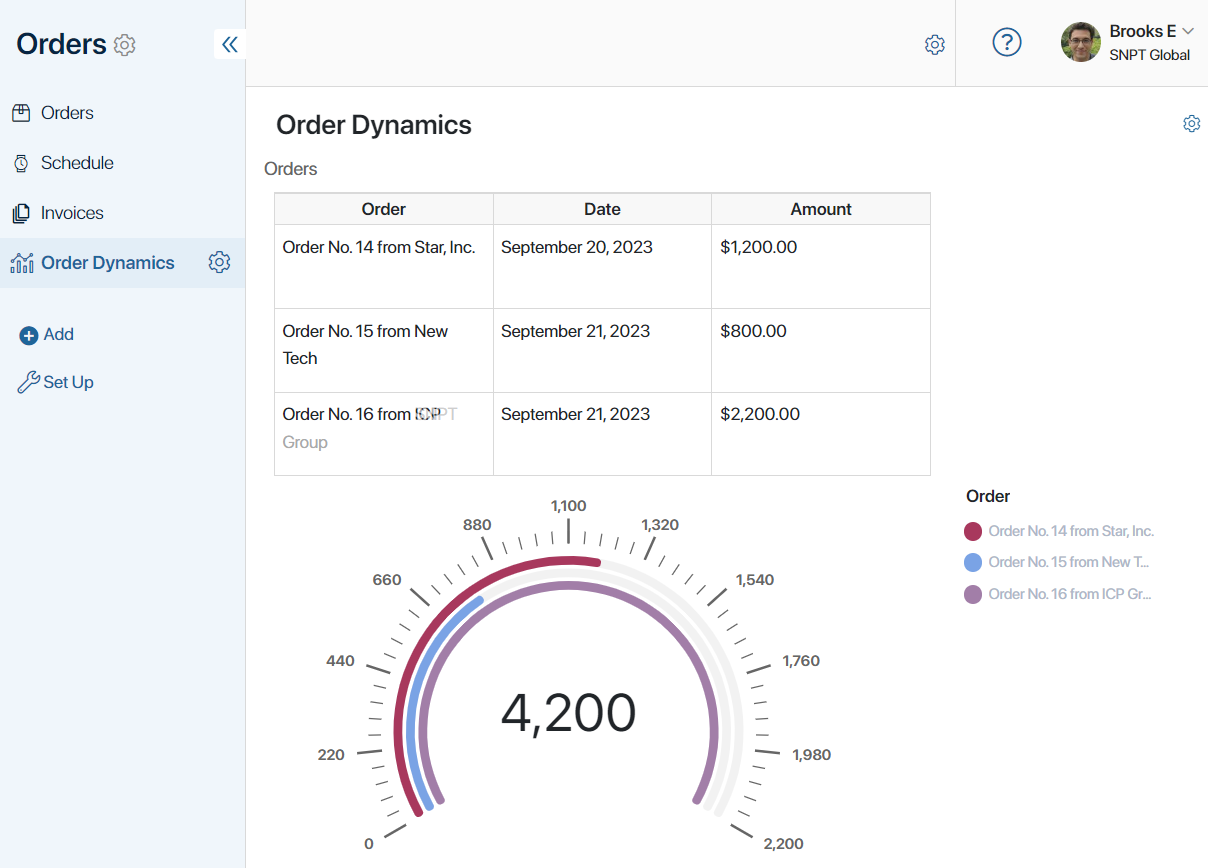 Orders
Brooks E
SNPT Global
Orders
Schedule
Invoices
Order Dynamics
Add
Set Up
Order Dynamics
Orders
Order Date Amount
Order No. 14 from Star, Inc. September 20, 2023 $1,200.00
Order No. 15 from New September 21, 2023 $800.00
Tech
Order No. 16 from September 21, 2023 $2,200.00
Group
0
220
440
660
880
1,100
1,320
1,540
1,760
1,980
2,200
4,200
Order
Order No. 14 from Star, Inc.
Order No. 15 from New T...
Order No. 16 from ICP Gr...